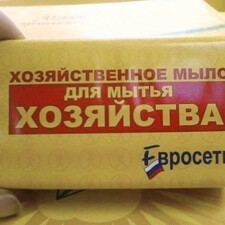 ХОЗЯЙСТВЕННОЕ МЫЛО
ДЛЯ МЫТЬЯ
ХОЗЯЙСТВА
Евросеть